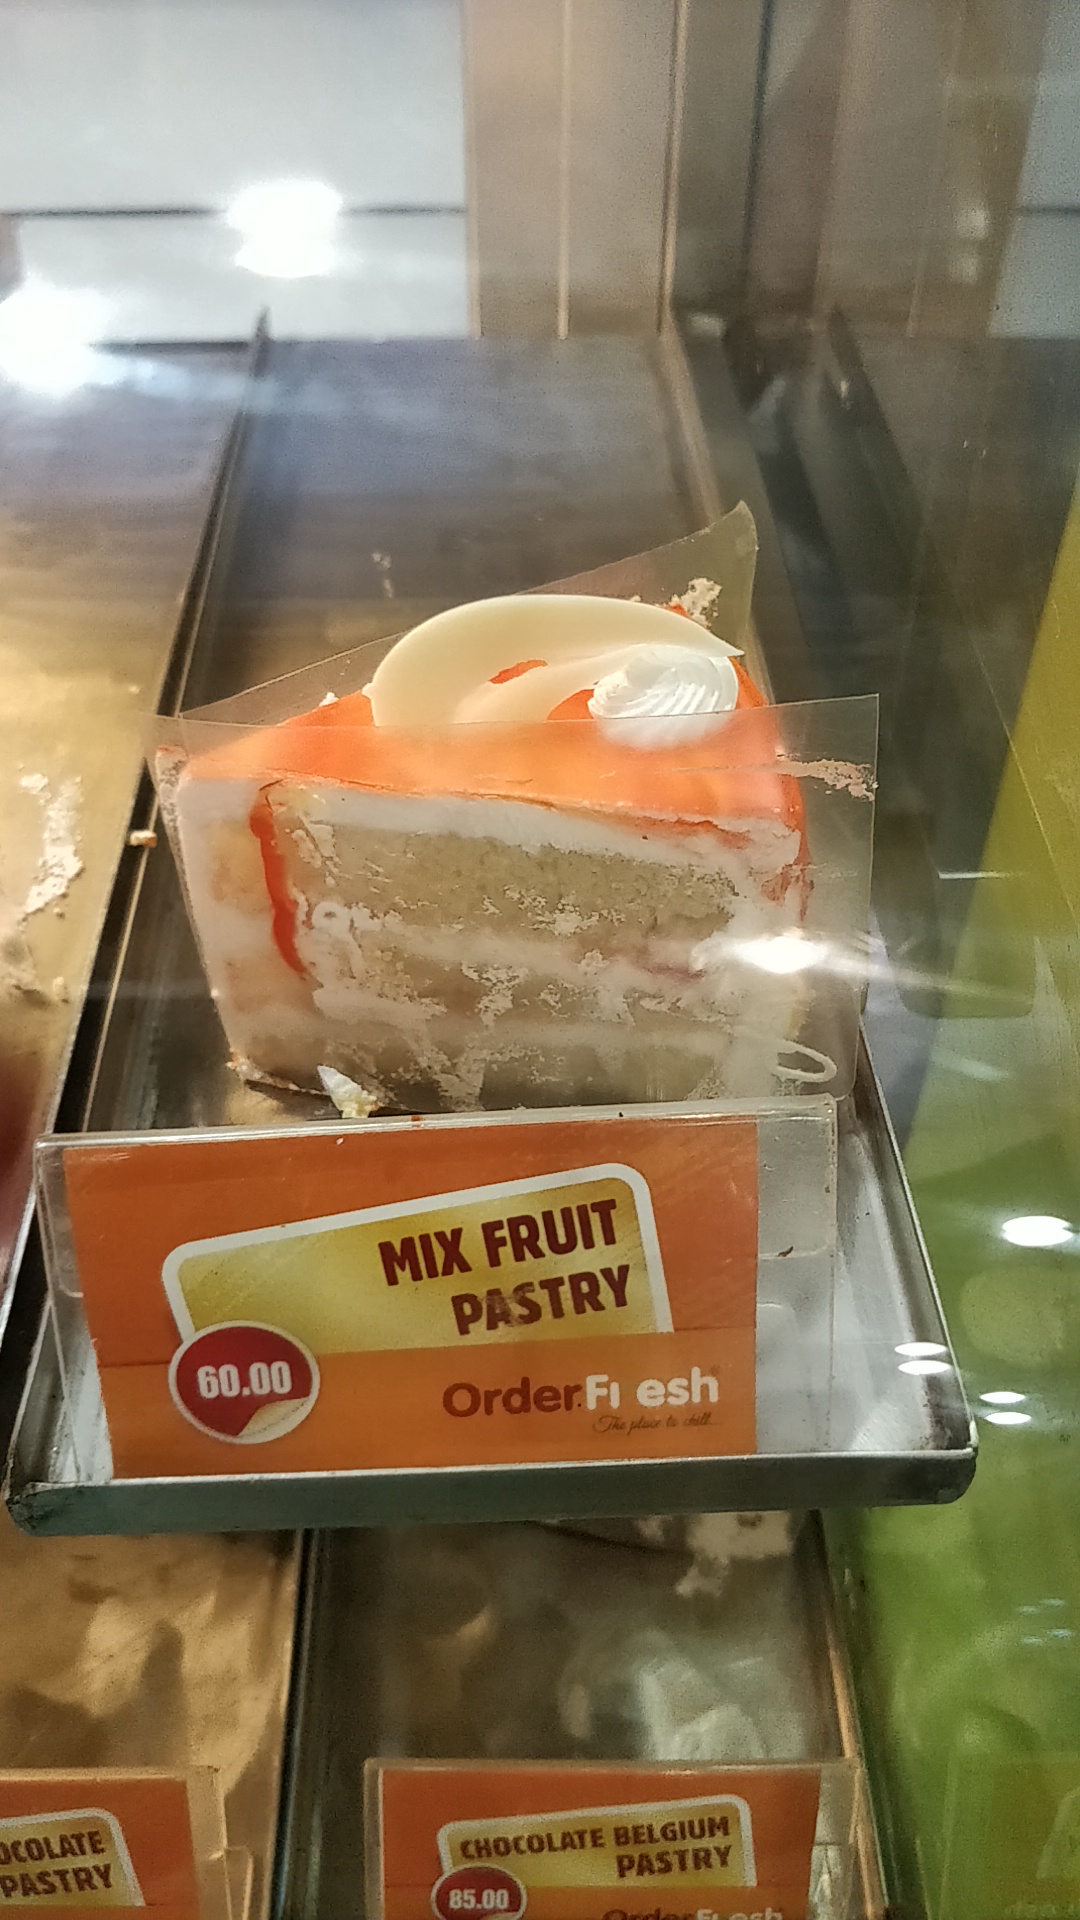 MIX FRUIT
PASTRY
60.00
Order.Fresh
The place to chill...
OCOLATE
PASTRY
CHOCOLATE BELGIUM
PASTRY
85.00